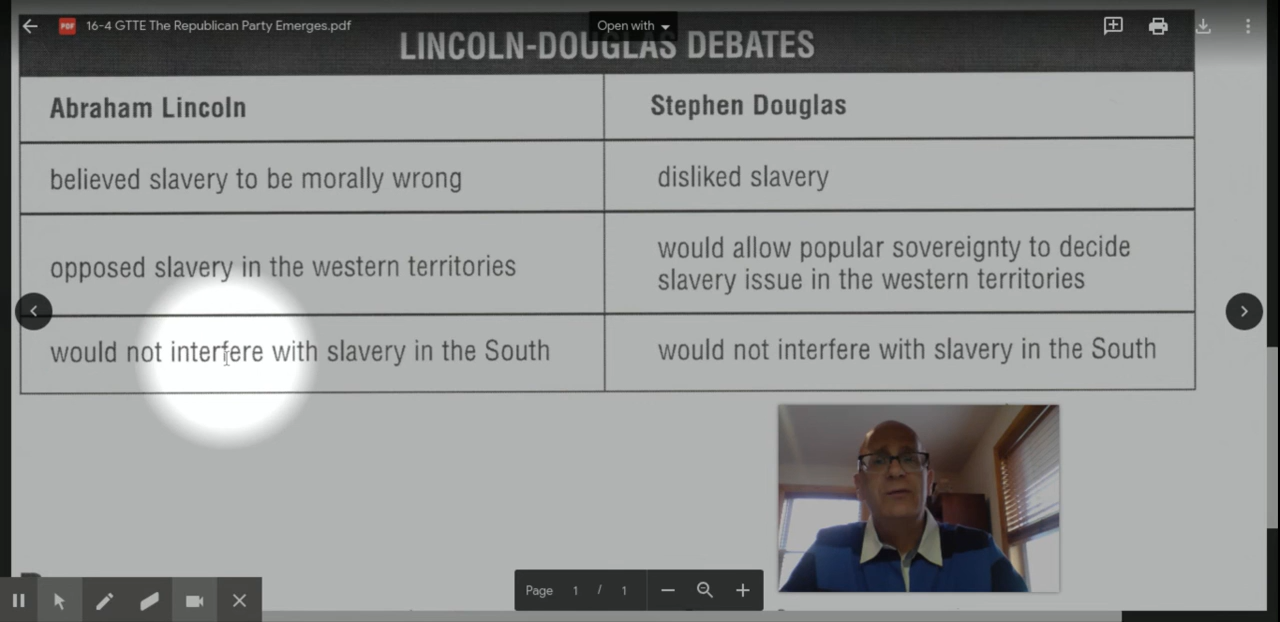 PDF 16-4 GTTE The Republican Party Emerges.pdf
Open with
LINCOLN-DOUGLAS DEBATES
Abraham Lincoln
Stephen Douglas
believed slavery to be morally wrong
disliked slavery
opposed slavery in the western territories
would allow popular sovereignty to decide
slavery issue in the western territories
would not interfere with slavery in the South
would not interfere with slavery in the South
Page 1 / 1